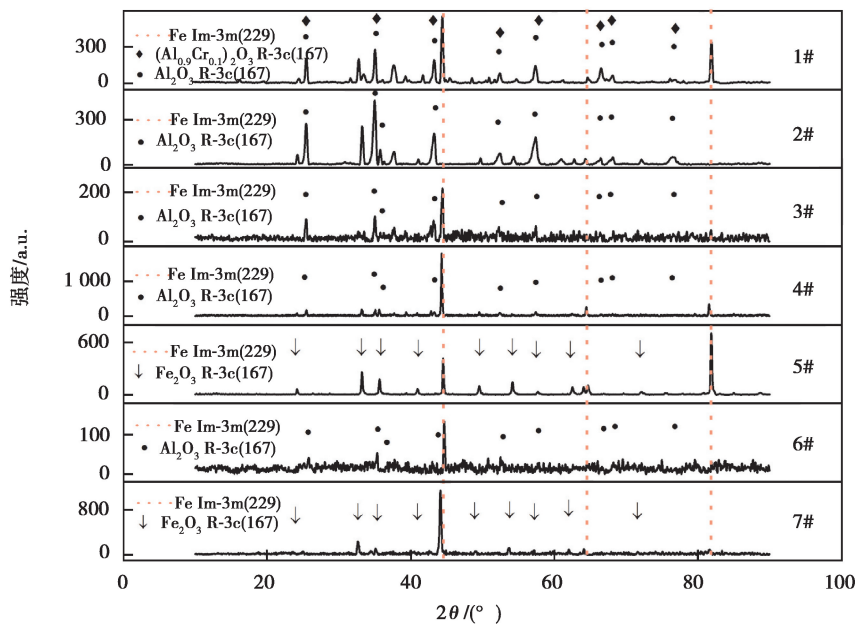 300
0
Fe Im-3m(229)
(Al0.9Cr0.1)2O3 R-3c(167)
Al2O3 R-3c(167)
1#
300
0
Fe Im-3m(229)
Al2O3 R-3c(167)
2#
200
0
Fe Im-3m(229)
Al2O3 R-3c(167)
3#
1 000
0
Fe Im-3m(229)
Al2O3 R-3c(167)
4#
600
0
Fe Im-3m(229)
Fe2O3 R-3c(167)
5#
100
0
Fe Im-3m(229)
Al2O3 R-3c(167)
6#
800
0
Fe Im-3m(229)
Fe2O3 R-3c(167)
7#
0 20 40 60 80 100
2θ/(° )
强度/a.u.